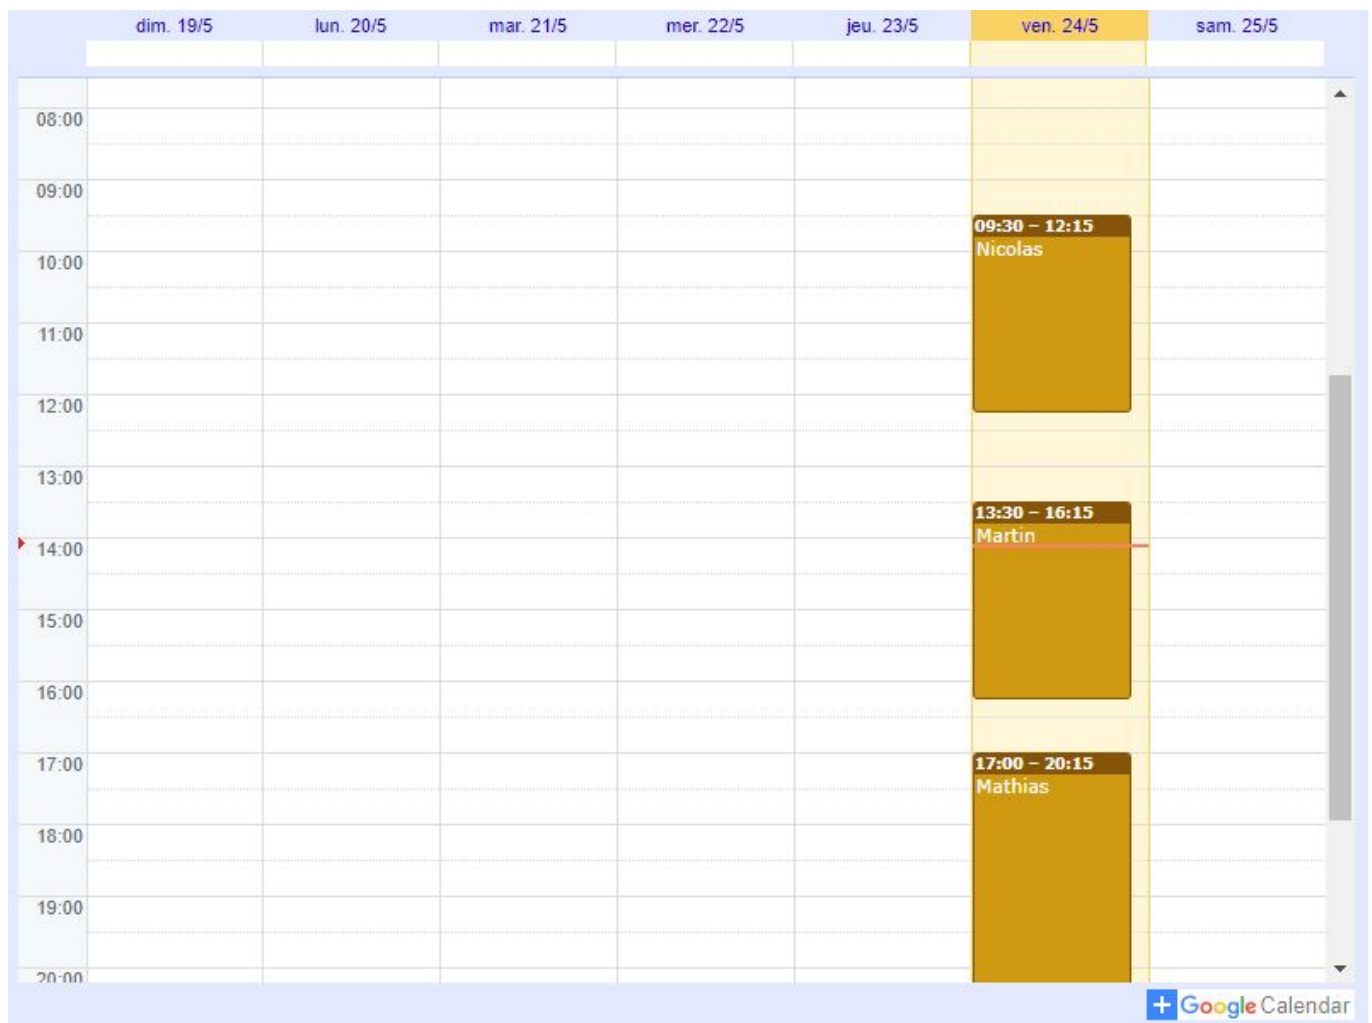 dim. 19/5 lun. 20/5 mar. 21/5 mer. 22/5 jeu. 23/5 ven. 24/5 sam. 25/5
08:00
09:00
09:30 – 12:15
Nicolas
10:00
11:00
12:00
13:00
13:30 – 16:15
Martin
14:00
15:00
16:00
17:00
17:00 – 20:15
Mathias
18:00
19:00
20:00
Google Calendar